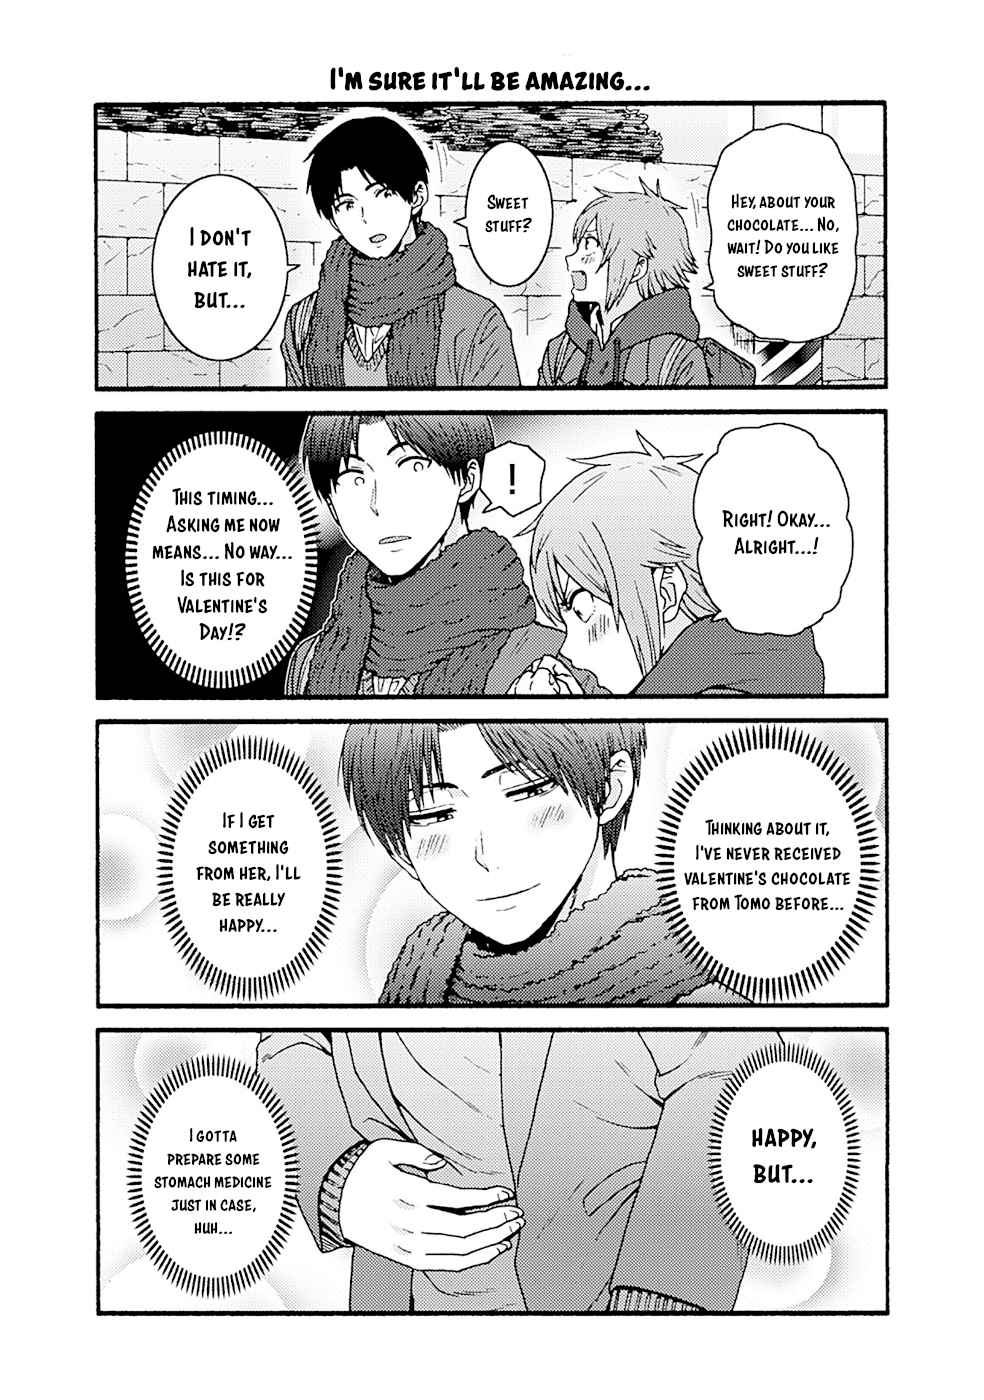 I'M SURE IT'LL BE AMAZING...
HEY, ABOUT YOUR
CHOCOLATE... NO,
WAIT! DO YOU LIKE
SWEET STUFF?
SWEET
STUFF?
I DON'T
HATE IT,
BUT...
RIGHT! OKAY...
ALRIGHT...!
!
THIS TIMING...
ASKING ME NOW
MEANS... NO WAY...
IS THIS FOR
VALENTINE'S
DAY!?
THINKING ABOUT IT,
I'VE NEVER RECEIVED
VALENTINE'S CHOCOLATE
FROM TOMO BEFORE...
IF I GET
SOMETHING
FROM HER, I'LL
BE REALLY
HAPPY...
HAPPY,
BUT...
I GOTTA
PREPARE SOME
STOMACH MEDICINE
JUST IN CASE,
HUH...